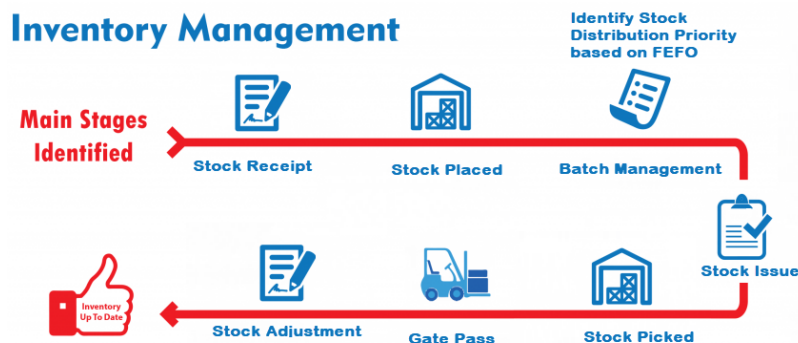 Inventory Management
Identify Stock
Distribution Priority
based on FEFO
Main Stages
Identified
Stock Receipt
Stock Placed
Batch Management
Stock Issue
Stock Picked
Gate Pass
Stock Adjustment
Inventory
Up To Date